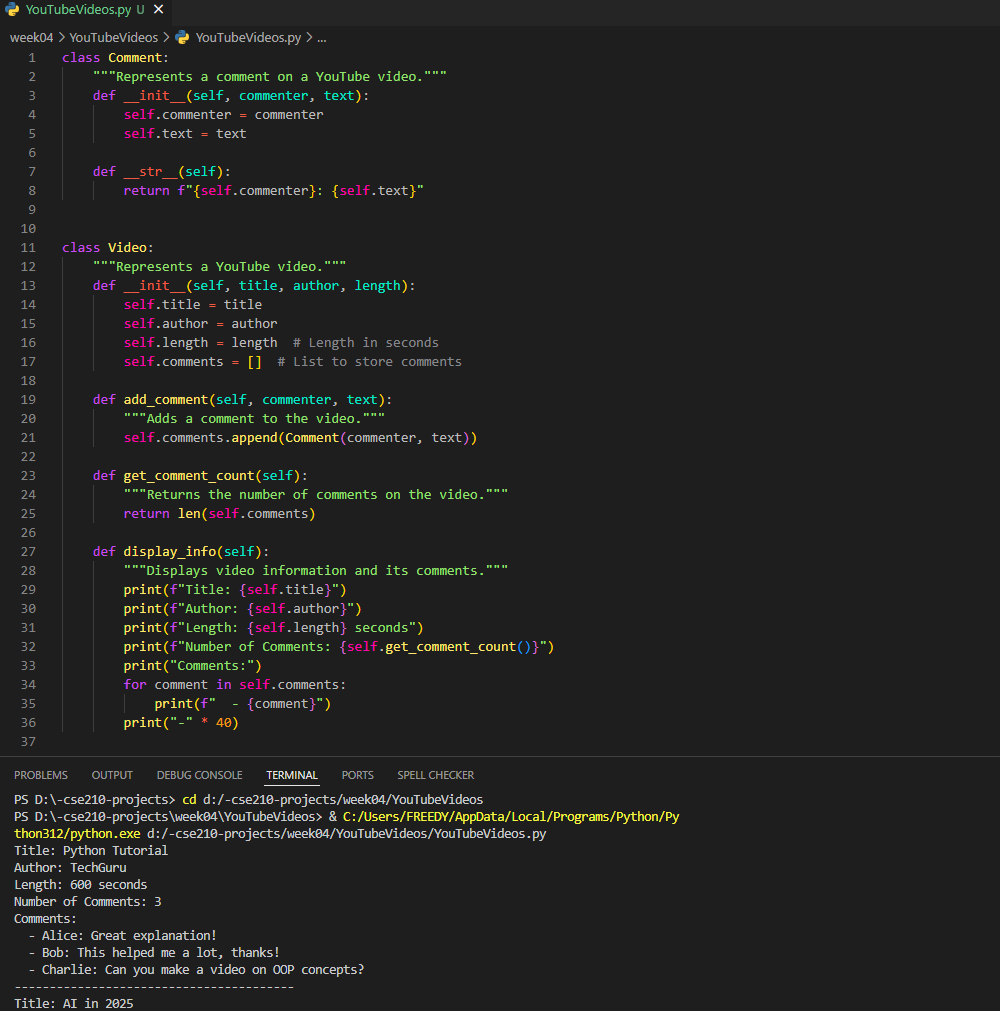 YouTubeVideos.py U ×
week04 > YouTubeVideos > YouTubeVideos.py > ...
1 class Comment:
2     """Represents a comment on a YouTube video."""
3     def __init__(self, commenter, text):
4         self.commenter = commenter
5         self.text = text
6
7     def __str__(self):
8         return f"{self.commenter}: {self.text}"
9
10
11 class Video:
12     """Represents a YouTube video."""
13     def __init__(self, title, author, length):
14         self.title = title
15         self.author = author
16         self.length = length  # Length in seconds
17         self.comments = []  # List to store comments
18
19     def add_comment(self, commenter, text):
20         """Adds a comment to the video."""
21         self.comments.append(Comment(commenter, text))
22
23     def get_comment_count(self):
24         """Returns the number of comments on the video."""
25         return len(self.comments)
26
27     def display_info(self):
28         """Displays video information and its comments."""
29         print(f"Title: {self.title}")
30         print(f"Author: {self.author}")
31         print(f"Length: {self.length} seconds")
32         print(f"Number of Comments: {self.get_comment_count()}")
33         print("Comments:")
34         for comment in self.comments:
35             print(f"  - {comment}")
36         print("-" * 40)
37
PROBLEMS OUTPUT DEBUG CONSOLE TERMINAL PORTS SPELL CHECKER
PS D:\-cse210-projects> cd d:/-cse210-projects/week04/YouTubeVideos
PS D:\-cse210-projects\week04\YouTubeVideos> & C:/Users/FREEDY/AppData/Local/Programs/Python/Py
thon312/python.exe d:/-cse210-projects/week04/YouTubeVideos/YouTubeVideos.py
Title: Python Tutorial
Author: TechGuru
Length: 600 seconds
Number of Comments: 3
Comments:
  - Alice: Great explanation!
  - Bob: This helped me a lot, thanks!
  - Charlie: Can you make a video on OOP concepts?
----------------------------------------
Title: AI in 2025